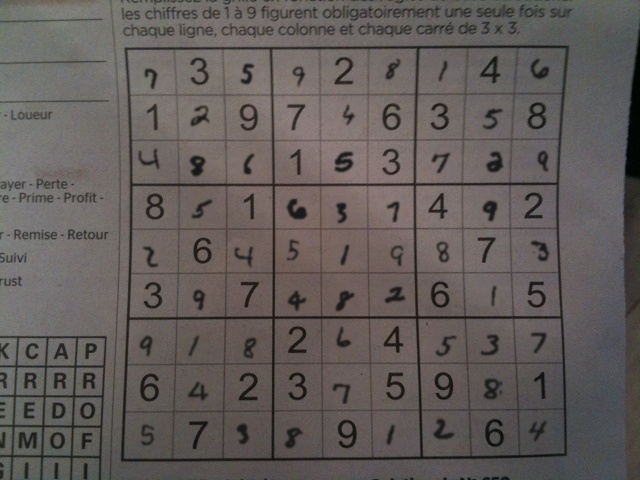 les chiffres de 1 à 9 figurent obligatoirement une seule fois sur
chaque ligne, chaque colonne et chaque carré de 3 x 3.
7 3 5 9 2 8 1 4 6
1 2 9 7 4 6 3 5 8
4 8 6 1 5 3 7 2 9
8 5 1 6 3 7 4 9 2
2 6 4 5 1 9 8 7 3
3 9 7 4 8 2 6 1 5
9 1 8 2 6 4 5 3 7
6 4 2 3 7 5 9 8 1
5 7 3 8 9 1 2 6 4
- Loueur
ayer - Perte -
re - Prime - Profit -
r - Remise - Retour
Suivi
rust
K C A P
R R R R
E E D O
N M O F
G I I I